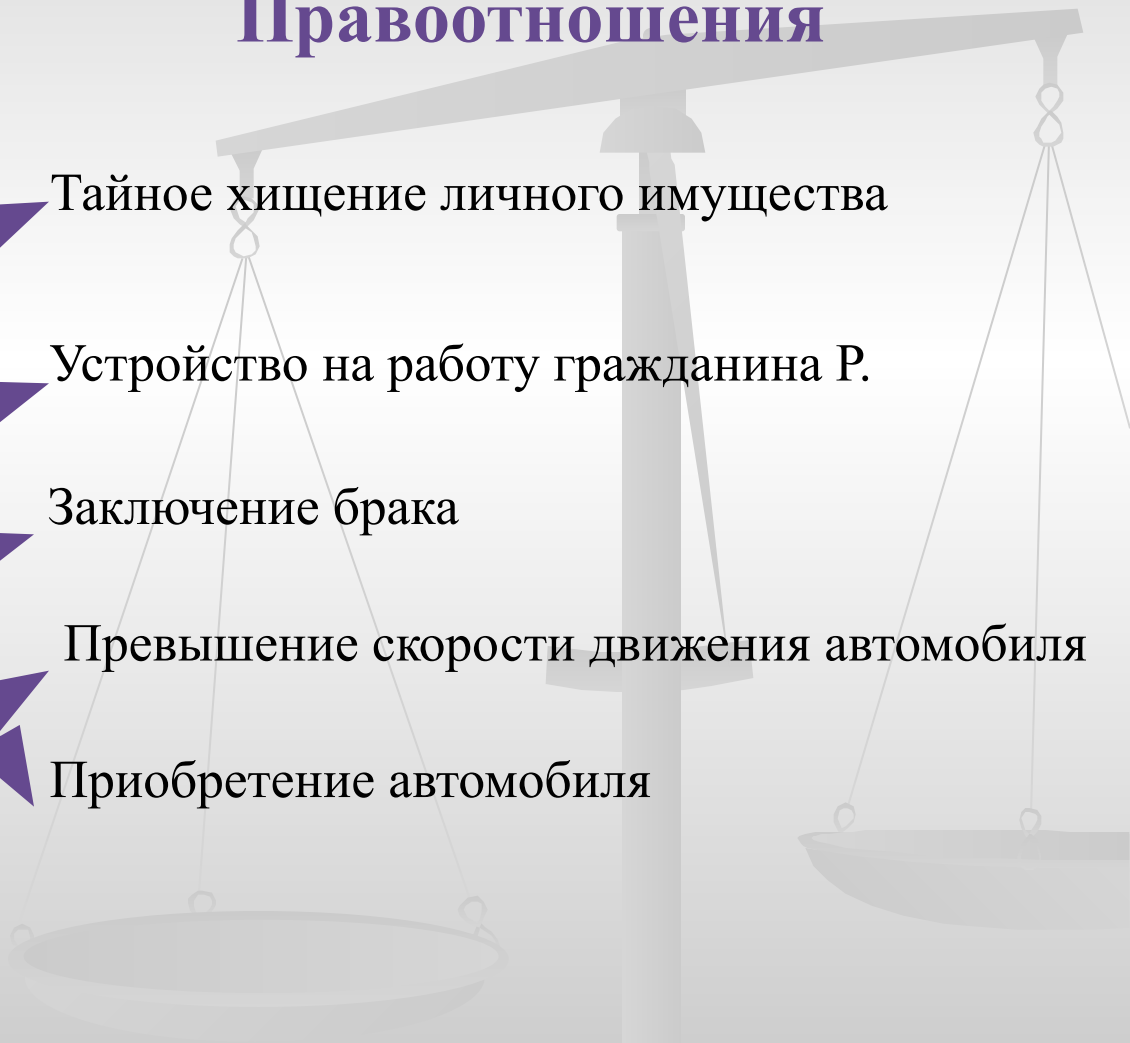 Правоотношения
Тайное хищение личного имущества
Устройство на работу гражданина Р.
Заключение брака
Превышение скорости движения автомобиля
Приобретение автомобиля